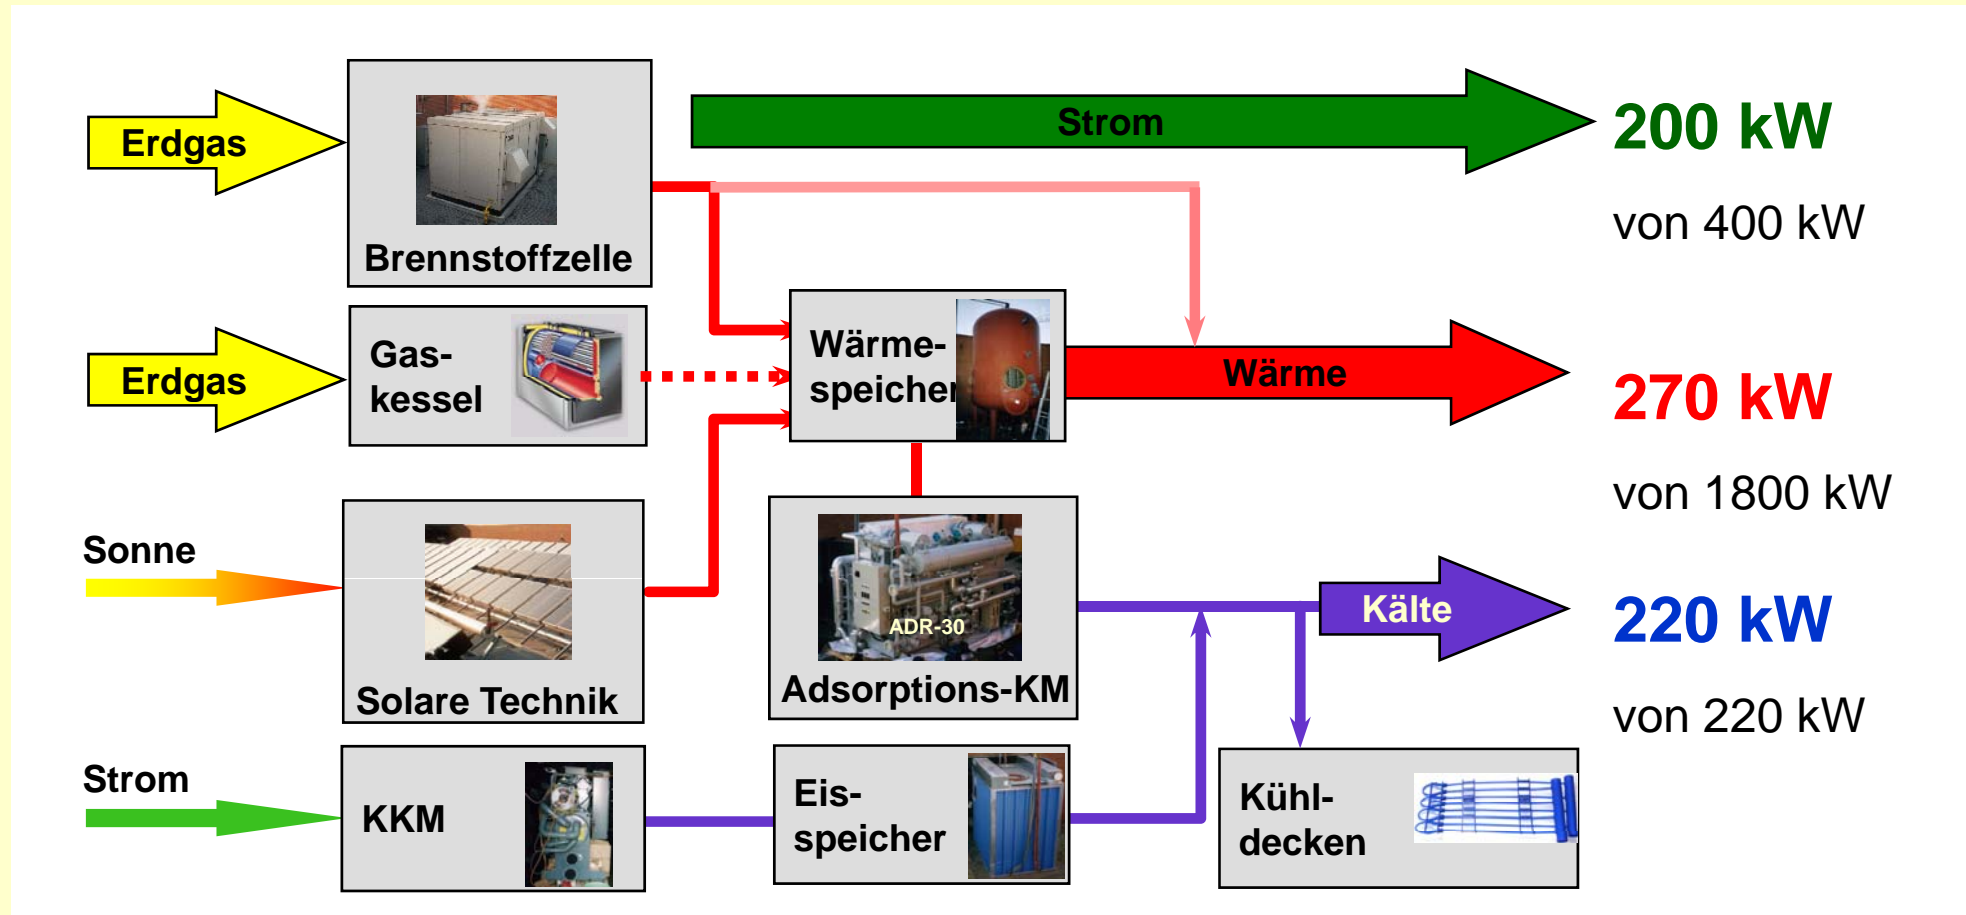 Erdgas
Brennstoffzelle
Strom
200 kW
von 400 kW
Erdgas
Gas-
kessel
Wärme-
speicher
Wärme
270 kW
von 1800 kW
Sonne
Solare Technik
ADR-30
Adsorptions-KM
Kälte
220 kW
von 220 kW
Strom
KKM
Eis-
speicher
Kühl-
decken